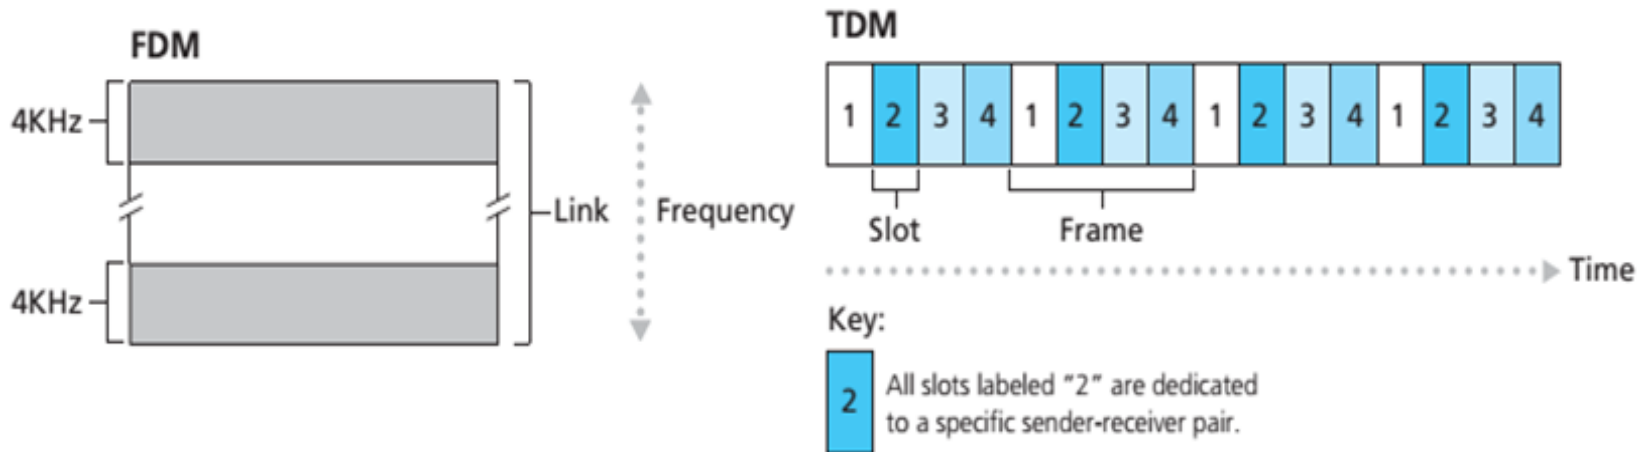 FDM
4KHz
4KHz
Link
Frequency
TDM
1 2 3 4 1 2 3 4 1 2 3 4 1 2 3 4
Slot
Frame
Time
Key:
2
All slots labeled "2" are dedicated
to a specific sender-receiver pair.